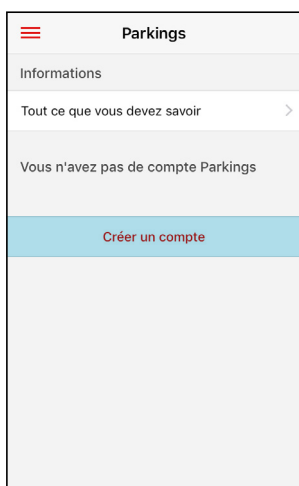 Parkings
Informations
Tout ce que vous devez savoir
Vous n'avez pas de compte Parkings
Créer un compte